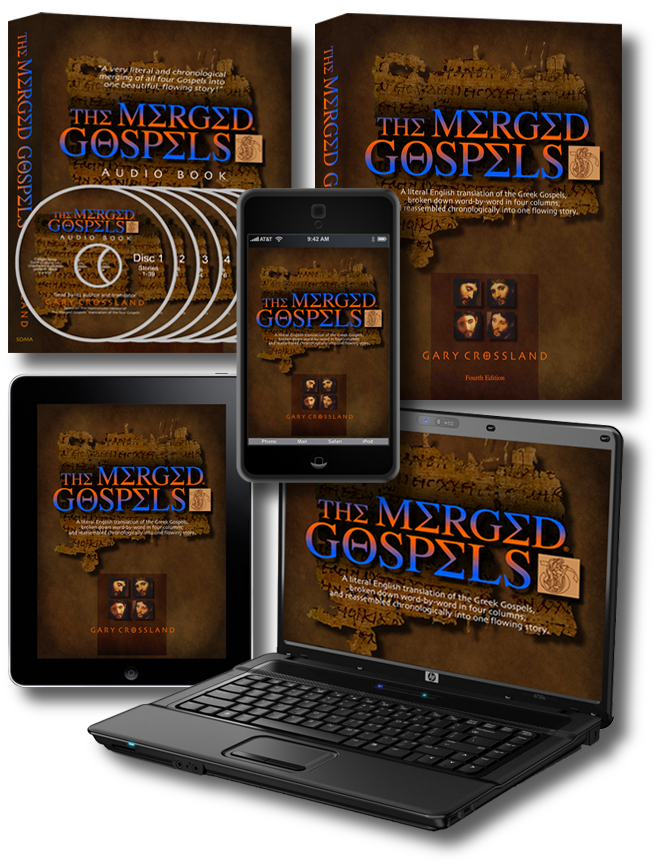 THE MERGED GOSPELS
"A very literal and chronological
merging of all four Gospels into
one beautiful, flowing story!"
THE MERGED
GOSPELS
AUDIO BOOK
THE MERGED
GOSPELS
AUDIO BOOK
Disc 1
Stories
1-39
2
3
4
Read by its author and translator
GARY CROSSLAND
SOMA
THE MERGED GOSPELS
THE MERGED
GOSPELS
A literal English translation of the Greek Gospels,
broken down word-by-word in four columns,
reassembled chronologically into one flowing story.
GARY CROSSLAND
Fourth Edition
AT&T
9:42 AM
THE MERGED
GOSPELS
A literal English translation of the Greek Gospels,
broken down word-by-word in four columns,
and reassembled chronologically into one flowing story.
GARY CROSSLAND
Phone
Mail
Safari
iPod
THE MERGED
GOSPELS
A literal English translation of the Greek Gospels,
broken down word-by-word in four columns,
and reassembled chronologically into one flowing story.
GARY CROSSLAND
THE MERGED®
GOSPELS
A literal English translation of the Greek Gospels,
broken down word-by-word in four columns,
and reassembled chronologically into one flowing story.
hp